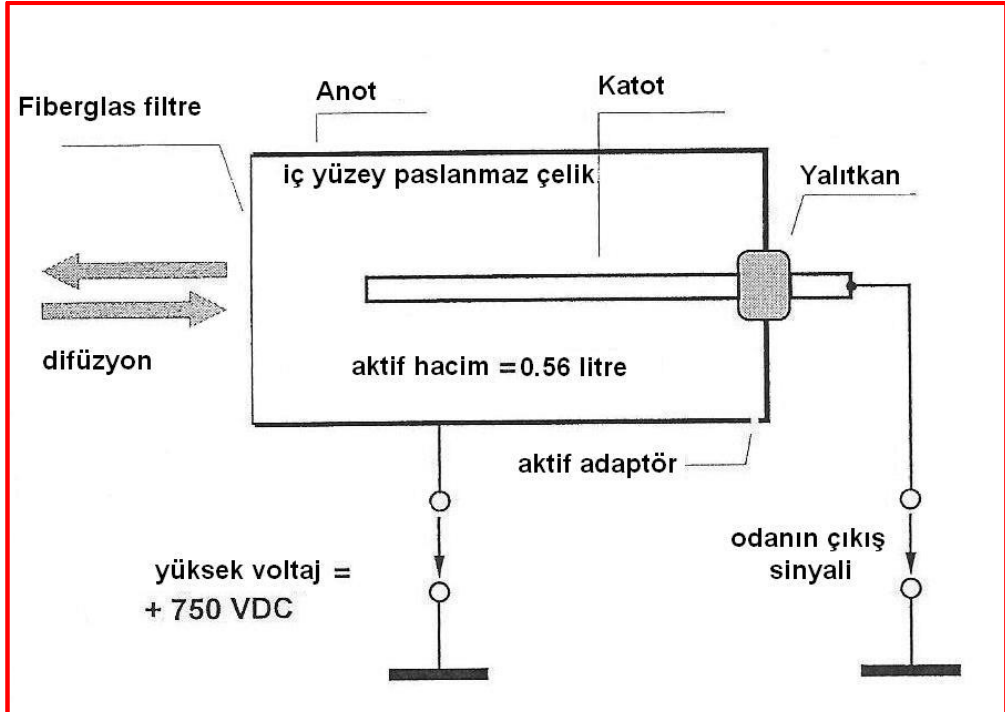 Anot
Katot
Fiberglas filtre
iç yüzey paslanmaz çelik
Yalıtkan
difüzyon
aktif hacim = 0.56 litre
aktif adaptör
yüksek voltaj =
+ 750 VDC
odanın çıkış
sinyali